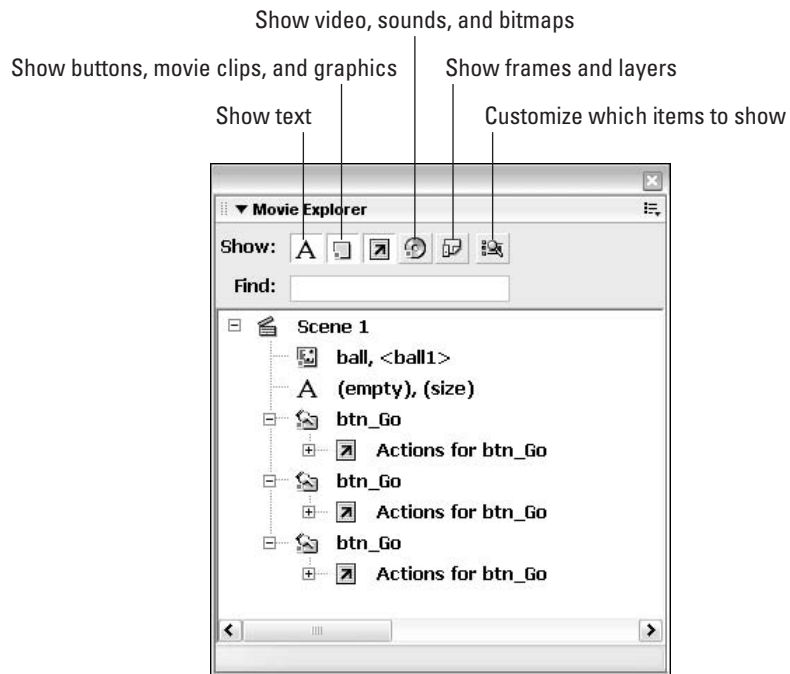 Show video, sounds, and bitmaps
Show buttons, movie clips, and graphics
Show frames and layers
Show text
Customize which items to show
Movie Explorer
Show: A
Find:
Scene 1
ball, <ball1>
A (empty), (size)
btn_Go
Actions for btn_Go
btn_Go
Actions for btn_Go
btn_Go
Actions for btn_Go